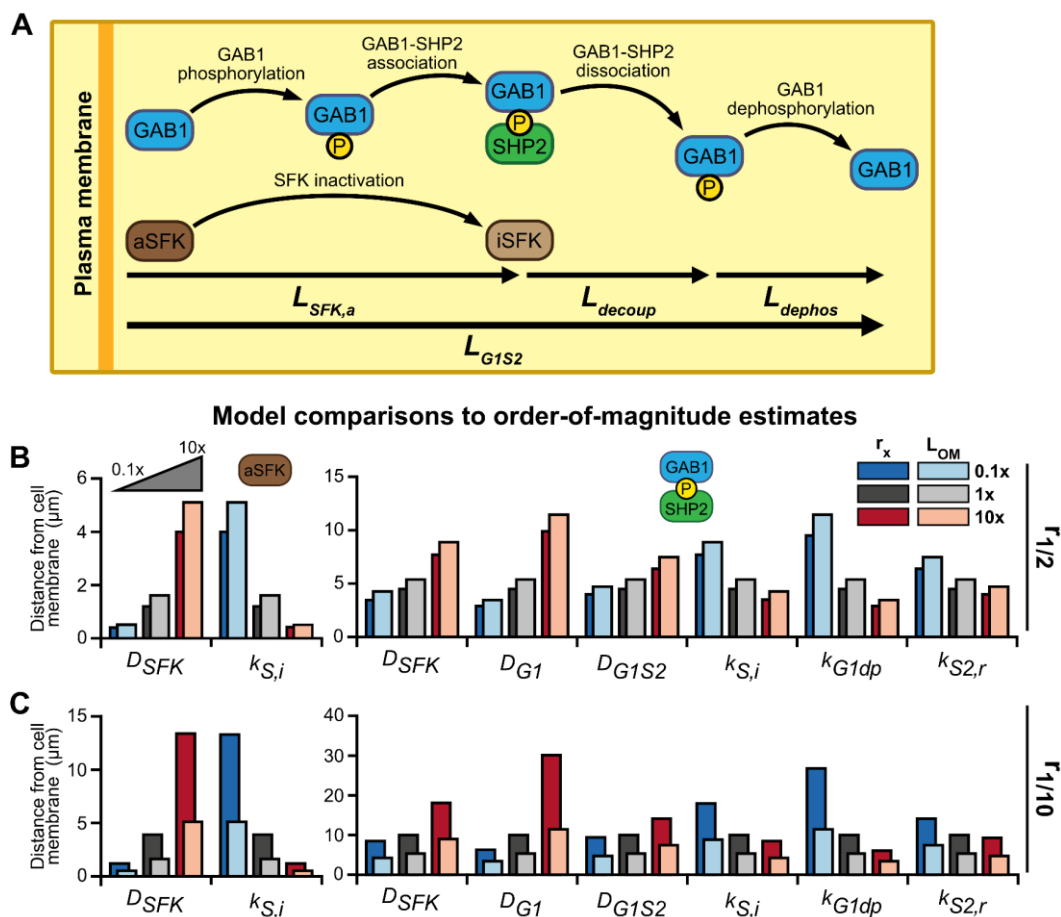 A
Plasma membrane
GAB1
phosphorylation
GAB1-SHP2
association
GAB1-SHP2
dissociation
GAB1
dephosphorylation
GAB1
GAB1
P
GAB1
P
SHP2
GAB1
P
GAB1
SFK inactivation
aSFK
iSFK
L_SFK,a
L_decoup
L_dephos
L_G1S2
Model comparisons to order-of-magnitude estimates
B
0.1x
10x
aSFK
GAB1
P
SHP2
r_x
L_OM
0.1x
1x
10x
Distance from cell
membrane (µm)
6
4
2
0
D_SFK
k_S,i
15
10
5
0
D_SFK
D_G1
D_G1S2
k_S,i
k_G1dp
k_S2,r
r_1/2
C
Distance from cell
membrane (µm)
15
10
5
0
D_SFK
k_S.i
40
30
20
10
0
D_SFK
D_G1
D_G1S2
k_S.i
k_G1dp
k_S2,r
r_1/10